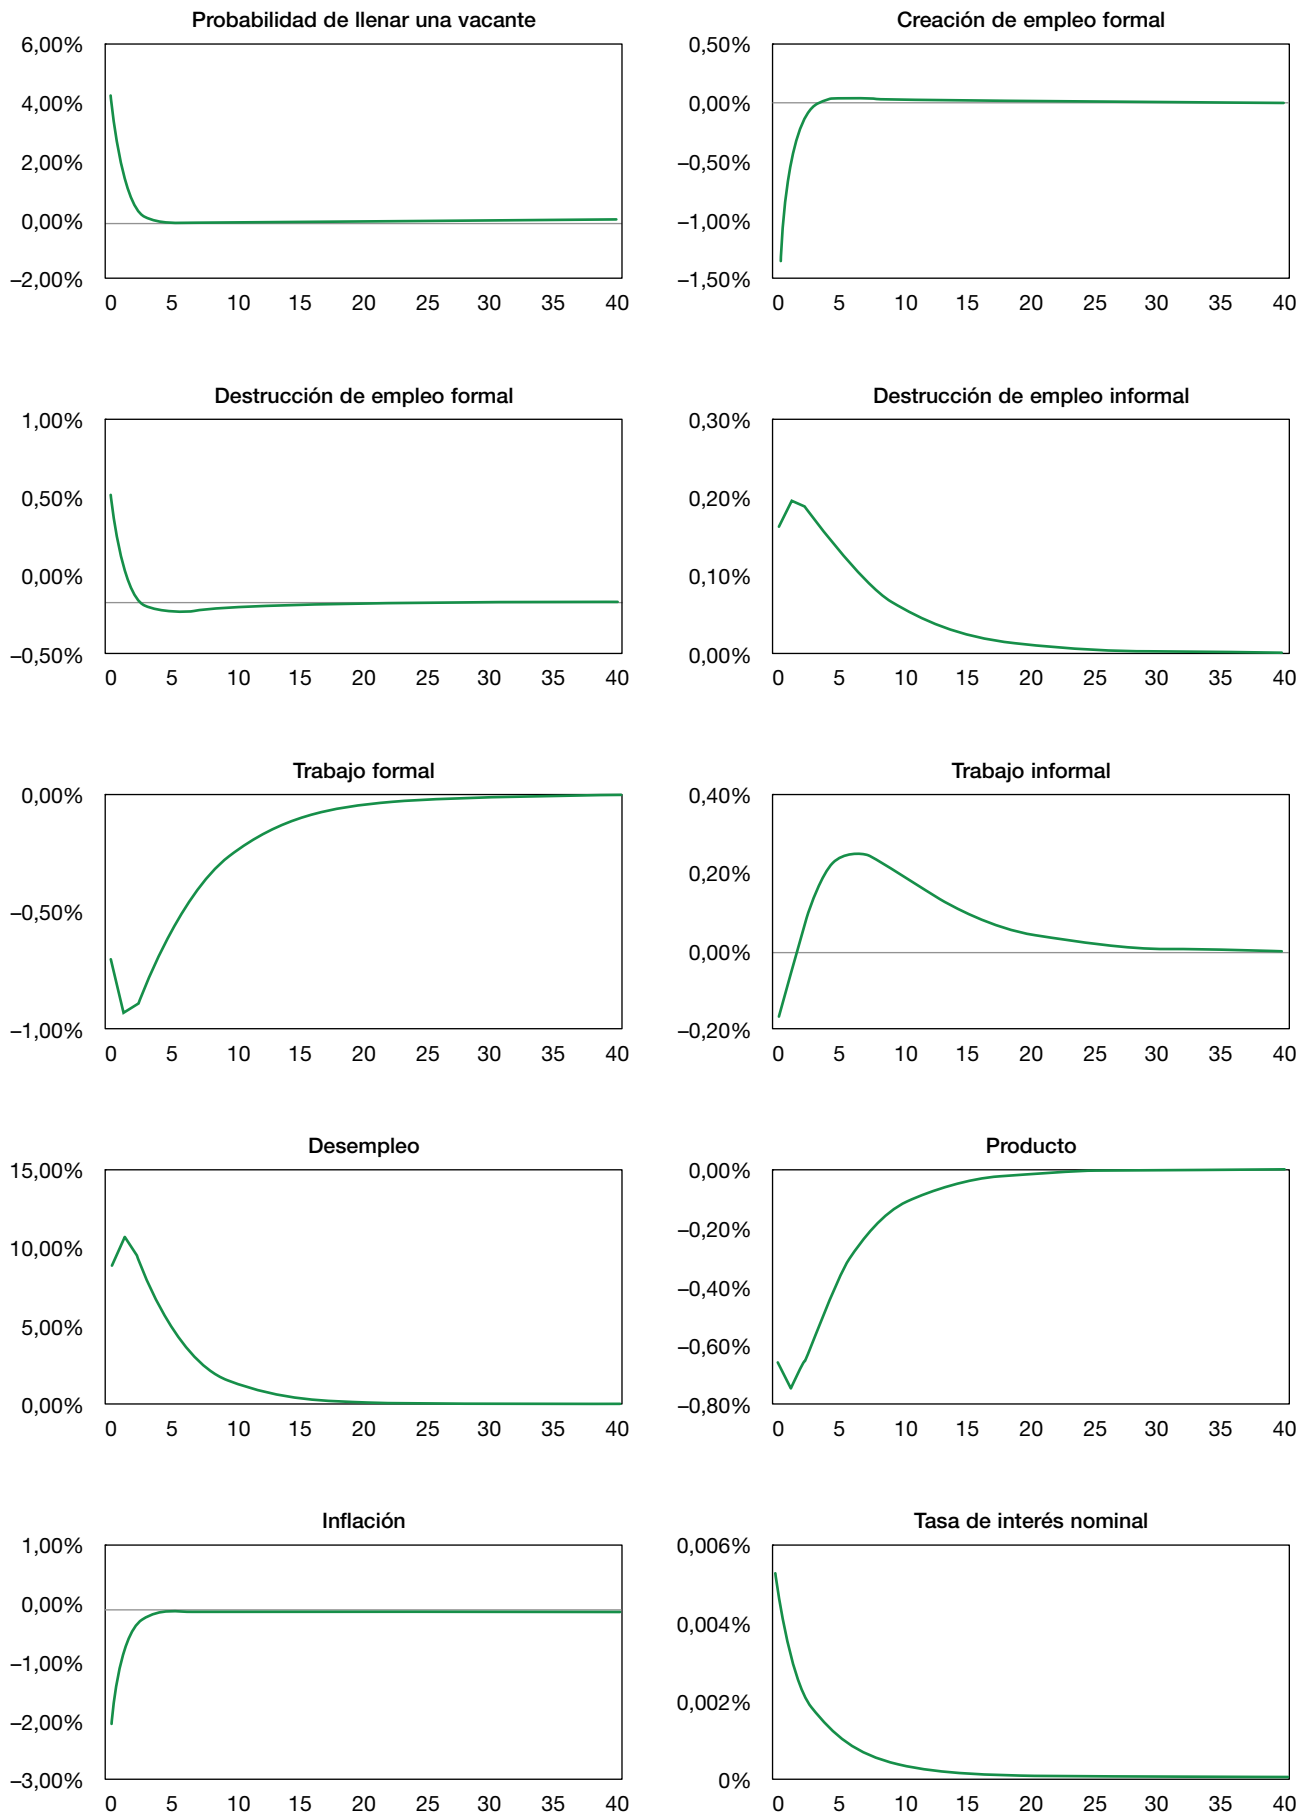 Probabilidad de llenar una vacante
6,00%
4,00%
2,00%
0,00%
–2,00%
0 5 10 15 20 25 30 35 40
Creación de empleo formal
0,50%
0,00%
–0,50%
–1,00%
–1,50%
0 5 10 15 20 25 30 35 40
Destrucción de empleo formal
1,00%
0,50%
0,00%
–0,50%
0 5 10 15 20 25 30 35 40
Destrucción de empleo informal
0,30%
0,20%
0,10%
0,00%
0 5 10 15 20 25 30 35 40
Trabajo formal
0,00%
–0,50%
–1,00%
0 5 10 15 20 25 30 35 40
Trabajo informal
0,40%
0,20%
0,00%
–0,20%
0 5 10 15 20 25 30 35 40
Desempleo
15,00%
10,00%
5,00%
0,00%
0 5 10 15 20 25 30 35 40
Producto
0,00%
–0,20%
–0,40%
–0,60%
–0,80%
0 5 10 15 20 25 30 35 40
Inflación
1,00%
0,00%
–1,00%
–2,00%
–3,00%
0 5 10 15 20 25 30 35 40
Tasa de interés nominal
0,006%
0,004%
0,002%
0%
0 5 10 15 20 25 30 35 40